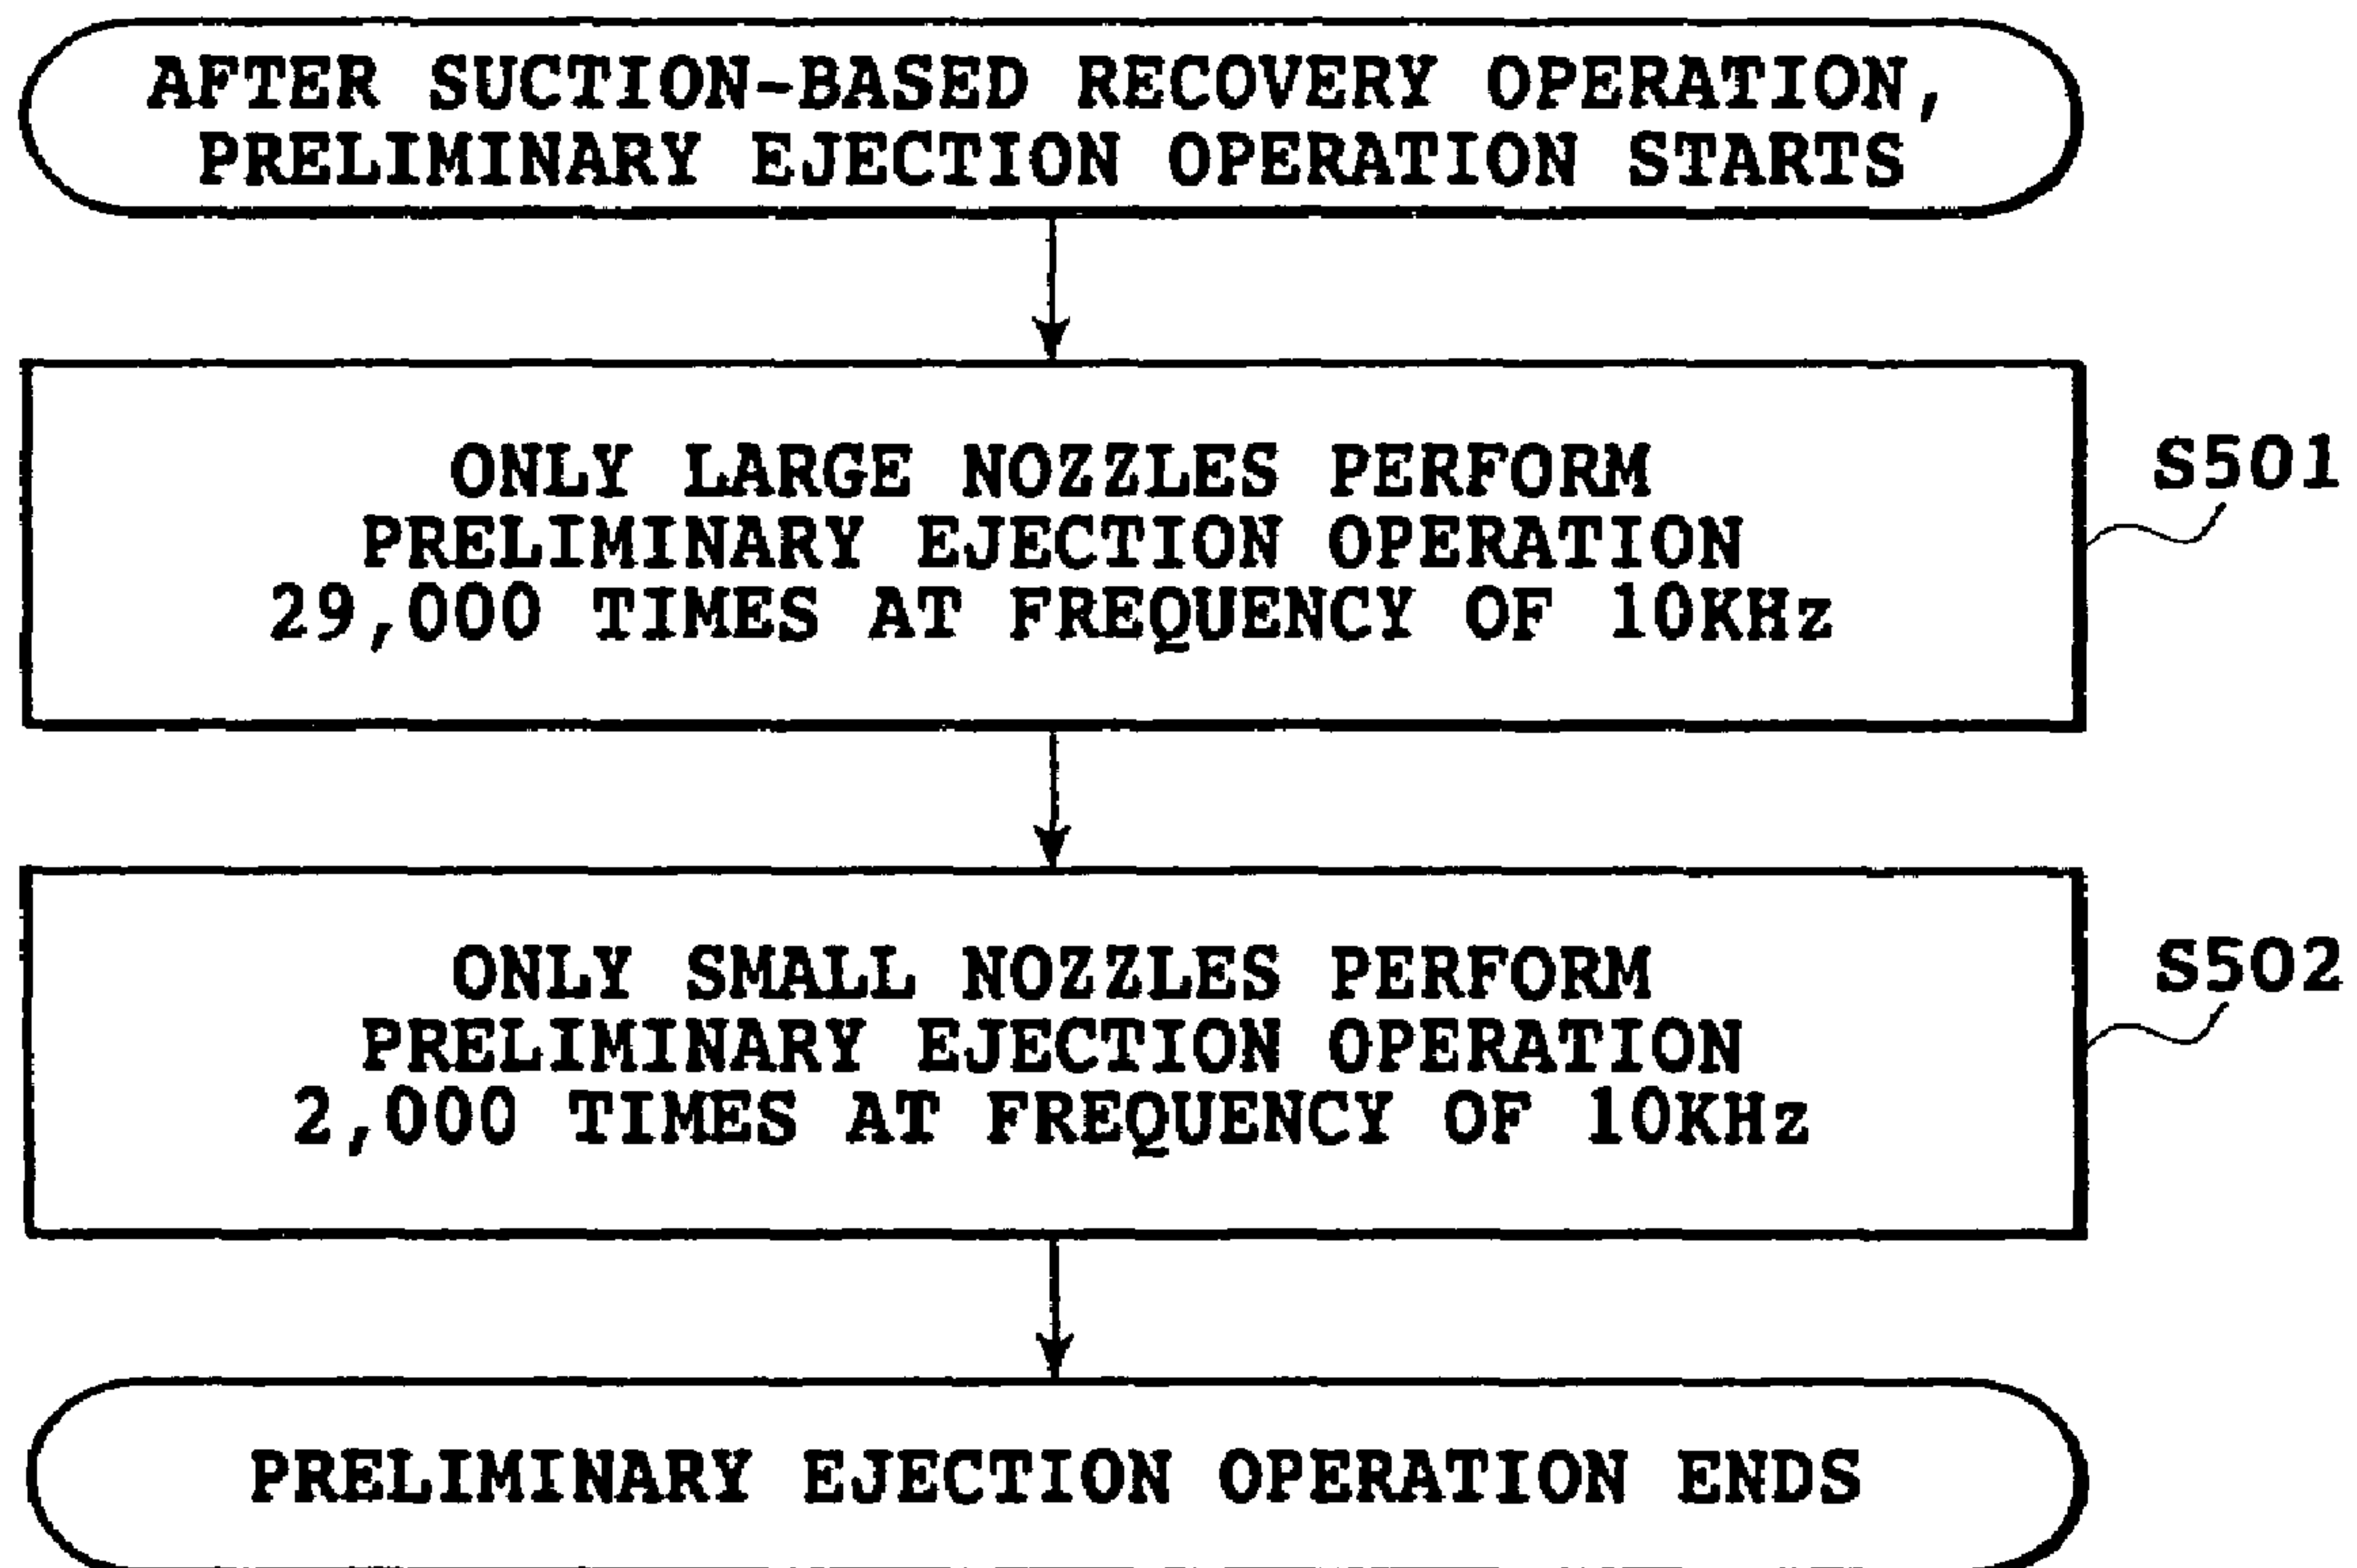 AFTER SUCTION-BASED RECOVERY OPERATION,
PRELIMINARY EJECTION OPERATION STARTS
ONLY LARGE NOZZLES PERFORM
PRELIMINARY EJECTION OPERATION
29,000 TIMES AT FREQUENCY OF 10KHz
S501
ONLY SMALL NOZZLES PERFORM
PRELIMINARY EJECTION OPERATION
2,000 TIMES AT FREQUENCY OF 10KHz
S502
PRELIMINARY EJECTION OPERATION ENDS